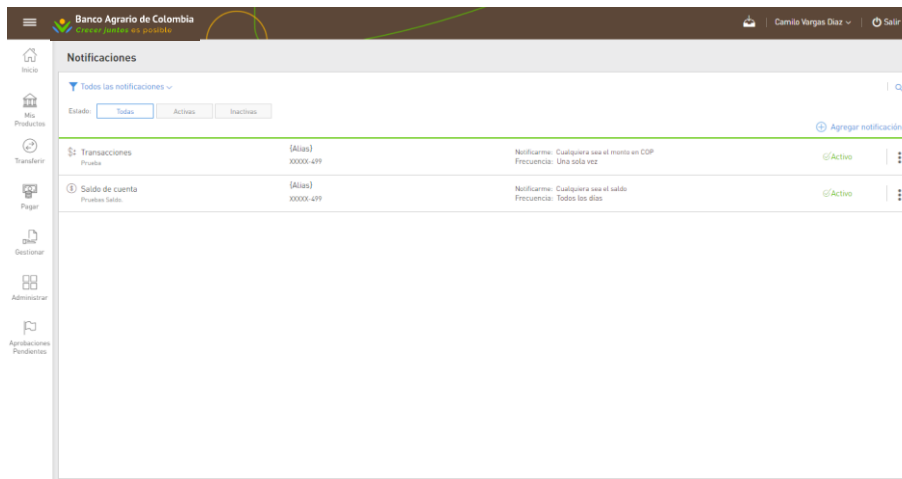 Banco Agrario de Colombia
Crecer juntos es posible
Camilo Vargas Diaz
Salir
Inicio
Mis
Productos
Transferir
Pagar
Gestionar
Administrar
Aprobaciones
Pendientes
Notificaciones
Todos las notificaciones
Estado: Todas Activas Inactivas
Agregar notificación
Transacciones {Alias} Notificarme: Cualquiera sea el monto en COP Activo
Prueba XXXXX-499 Frecuencia: Una sola vez
Saldo de cuenta {Alias} Notificarme: Cualquiera sea el saldo Activo
Pruebas Saldo. XXXXX-499 Frecuencia: Todos los días